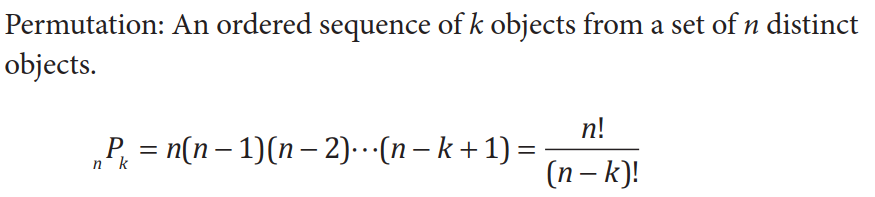 Permutation: An ordered sequence of k objects from a set of n distinct
objects.
ₙPₖ = n(n − 1)(n − 2)⋯(n − k + 1) = n! / (n − k)!